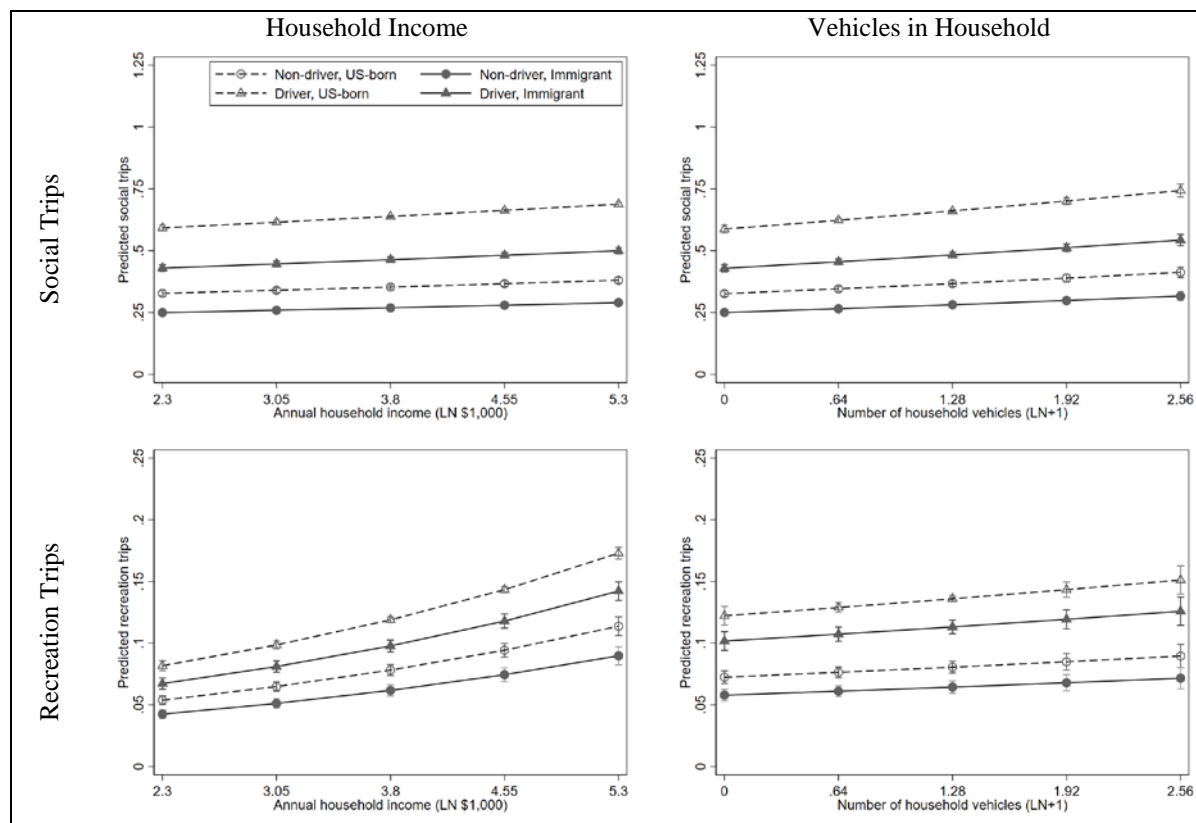 Household Income
Vehicles in Household
Social Trips
Predicted social trips
0 .25 .5 .75 1 1.25
Non-driver, US-born
Non-driver, Immigrant
Driver, US-born
Driver, Immigrant
2.3 3.05 3.8 4.55 5.3
Annual household income (LN $1,000)
Predicted social trips
0 .25 .5 .75 1 1.25
0 .64 1.28 1.92 2.56
Number of household vehicles (LN+1)
Recreation Trips
Predicted recreation trips
0 .05 .1 .15 .2 .25
2.3 3.05 3.8 4.55 5.3
Annual household income (LN $1,000)
Predicted recreation trips
0 .05 .1 .15 .2 .25
0 .64 1.28 1.92 2.56
Number of household vehicles (LN+1)